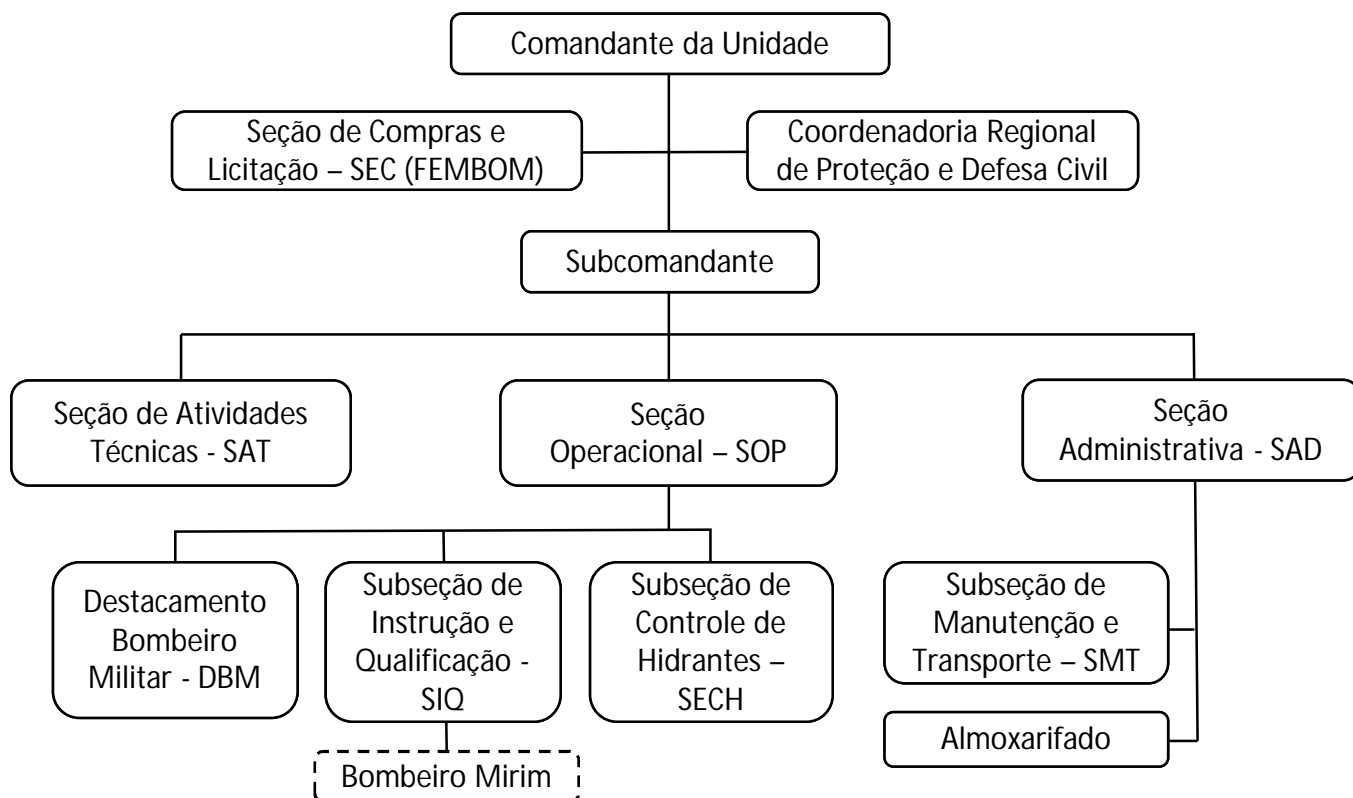 Comandante da Unidade
Seção de Compras e
Licitação – SEC (FEMBOM)
Coordenadoria Regional
de Proteção e Defesa Civil
Subcomandante
Seção de Atividades
Técnicas - SAT
Seção
Operacional – SOP
Seção
Administrativa - SAD
Destacamento
Bombeiro
Militar - DBM
Subseção de
Instrução e
Qualificação -
SIQ
Subseção de
Controle de
Hidrantes –
SECH
Subseção de
Manutenção e
Transporte – SMT
Almoxarifado
Bombeiro Mirim